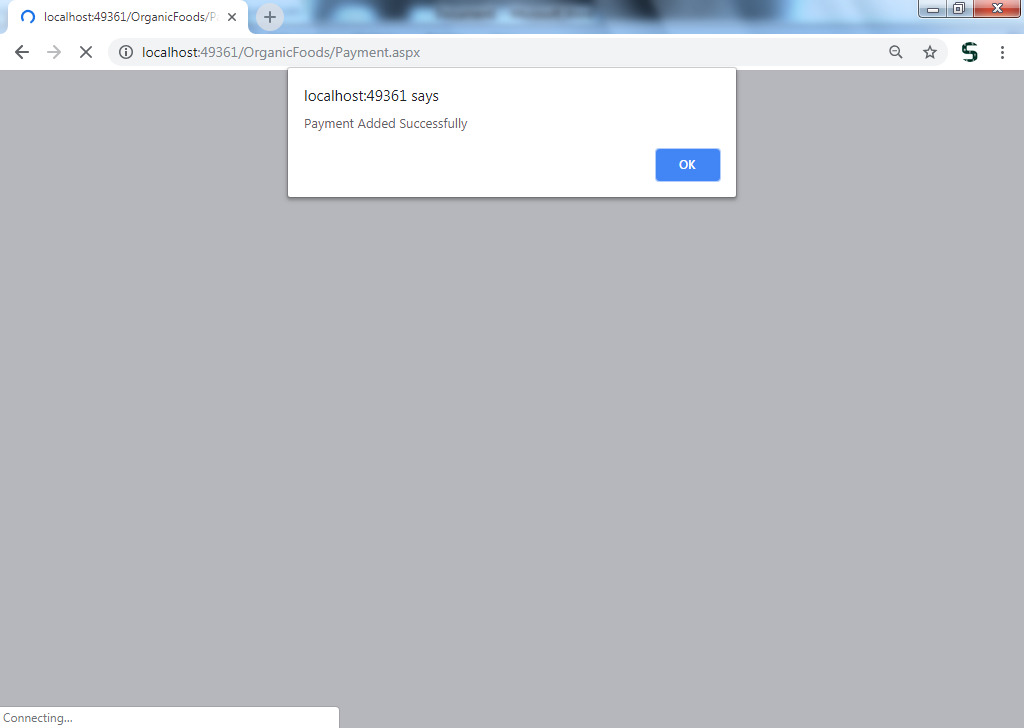 localhost:49361/OrganicFoods/P
localhost:49361/OrganicFoods/Payment.aspx
localhost:49361 says
Payment Added Successfully
OK
Connecting...